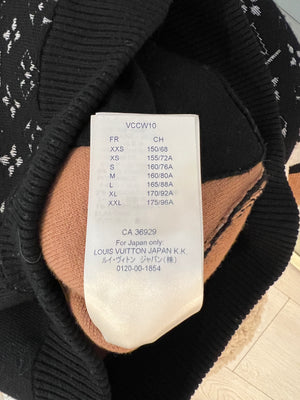 VCCW10
FR CH
XXS 150/68
XS 155/72A
S 160/76A
M 160/80A
L 165/88A
XL 170/92A
XXL 175/96A
CA 36929
For Japan only:
LOUIS VUITTON JAPAN K.K.
ルイ・ヴィトン ジャパン(株)
0120-00-1854